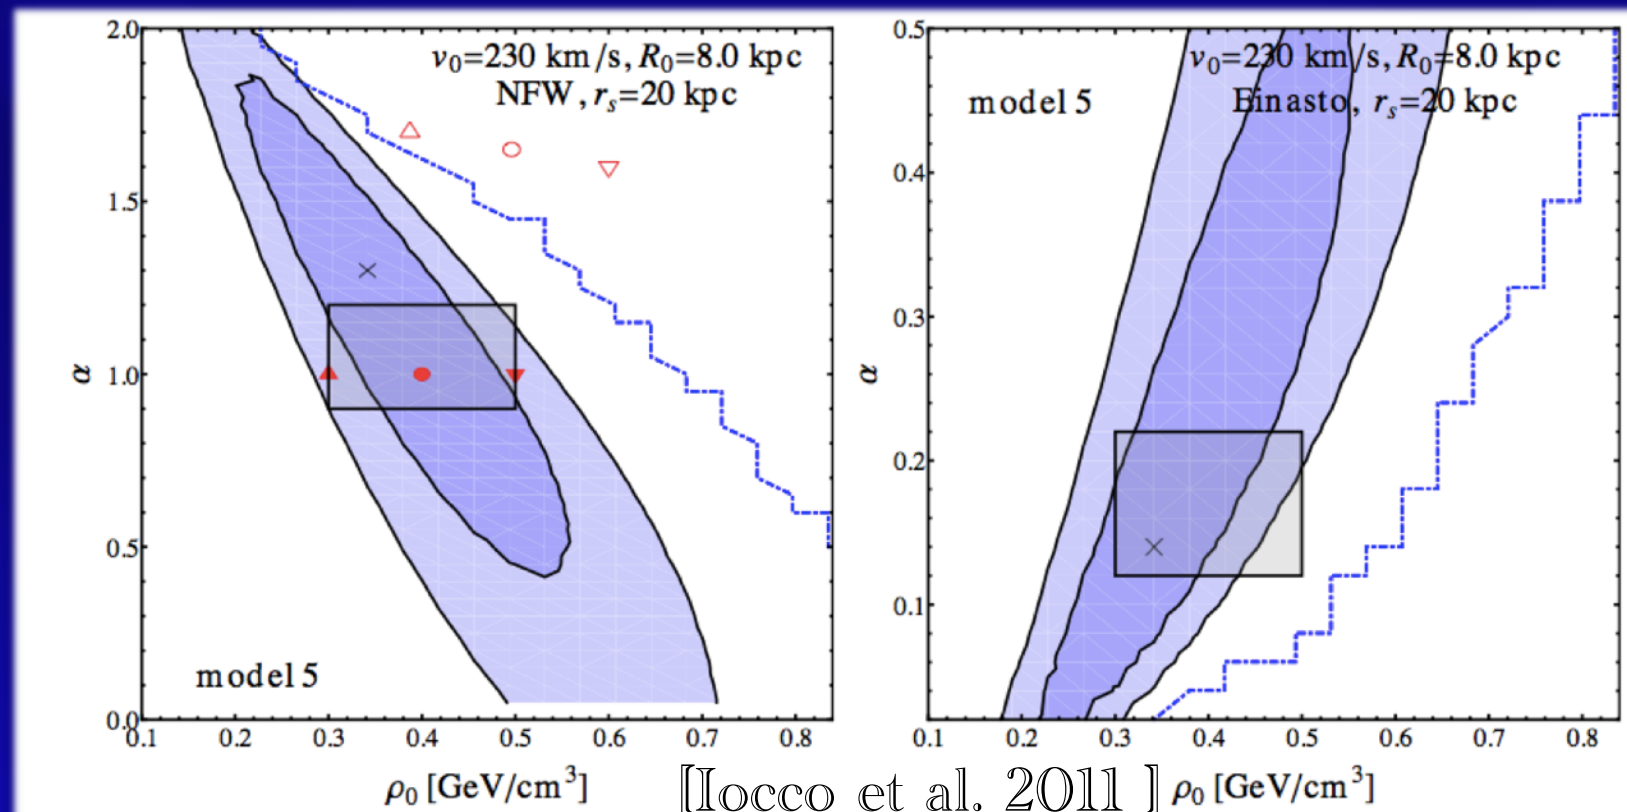 v₀=230 km/s, R₀=8.0 kpc
NFW, rₛ=20 kpc
model 5
α
2.0
1.5
1.0
0.5
0.0
0.1 0.2 0.3 0.4 0.5 0.6 0.7 0.8
ρ₀ [GeV/cm³]
v₀=230 km/s, R₀=8.0 kpc
Einasto, rₛ=20 kpc
model 5
α
0.5
0.4
0.3
0.2
0.1
0.1 0.2 0.3 0.4 0.5 0.6 0.7 0.8
ρ₀ [GeV/cm³]
[Iocco et al. 2011 ]